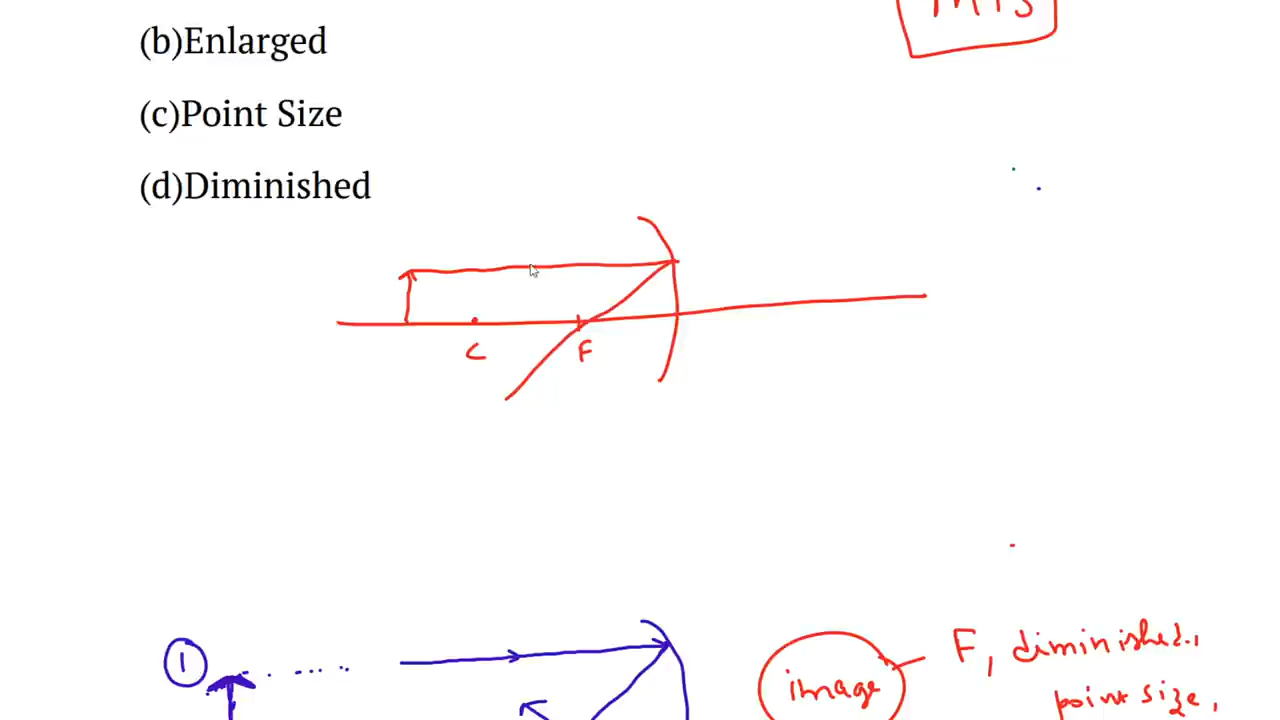 (b)Enlarged
(c)Point Size
(d)Diminished
C F
1
image
F, diminished,
point size,